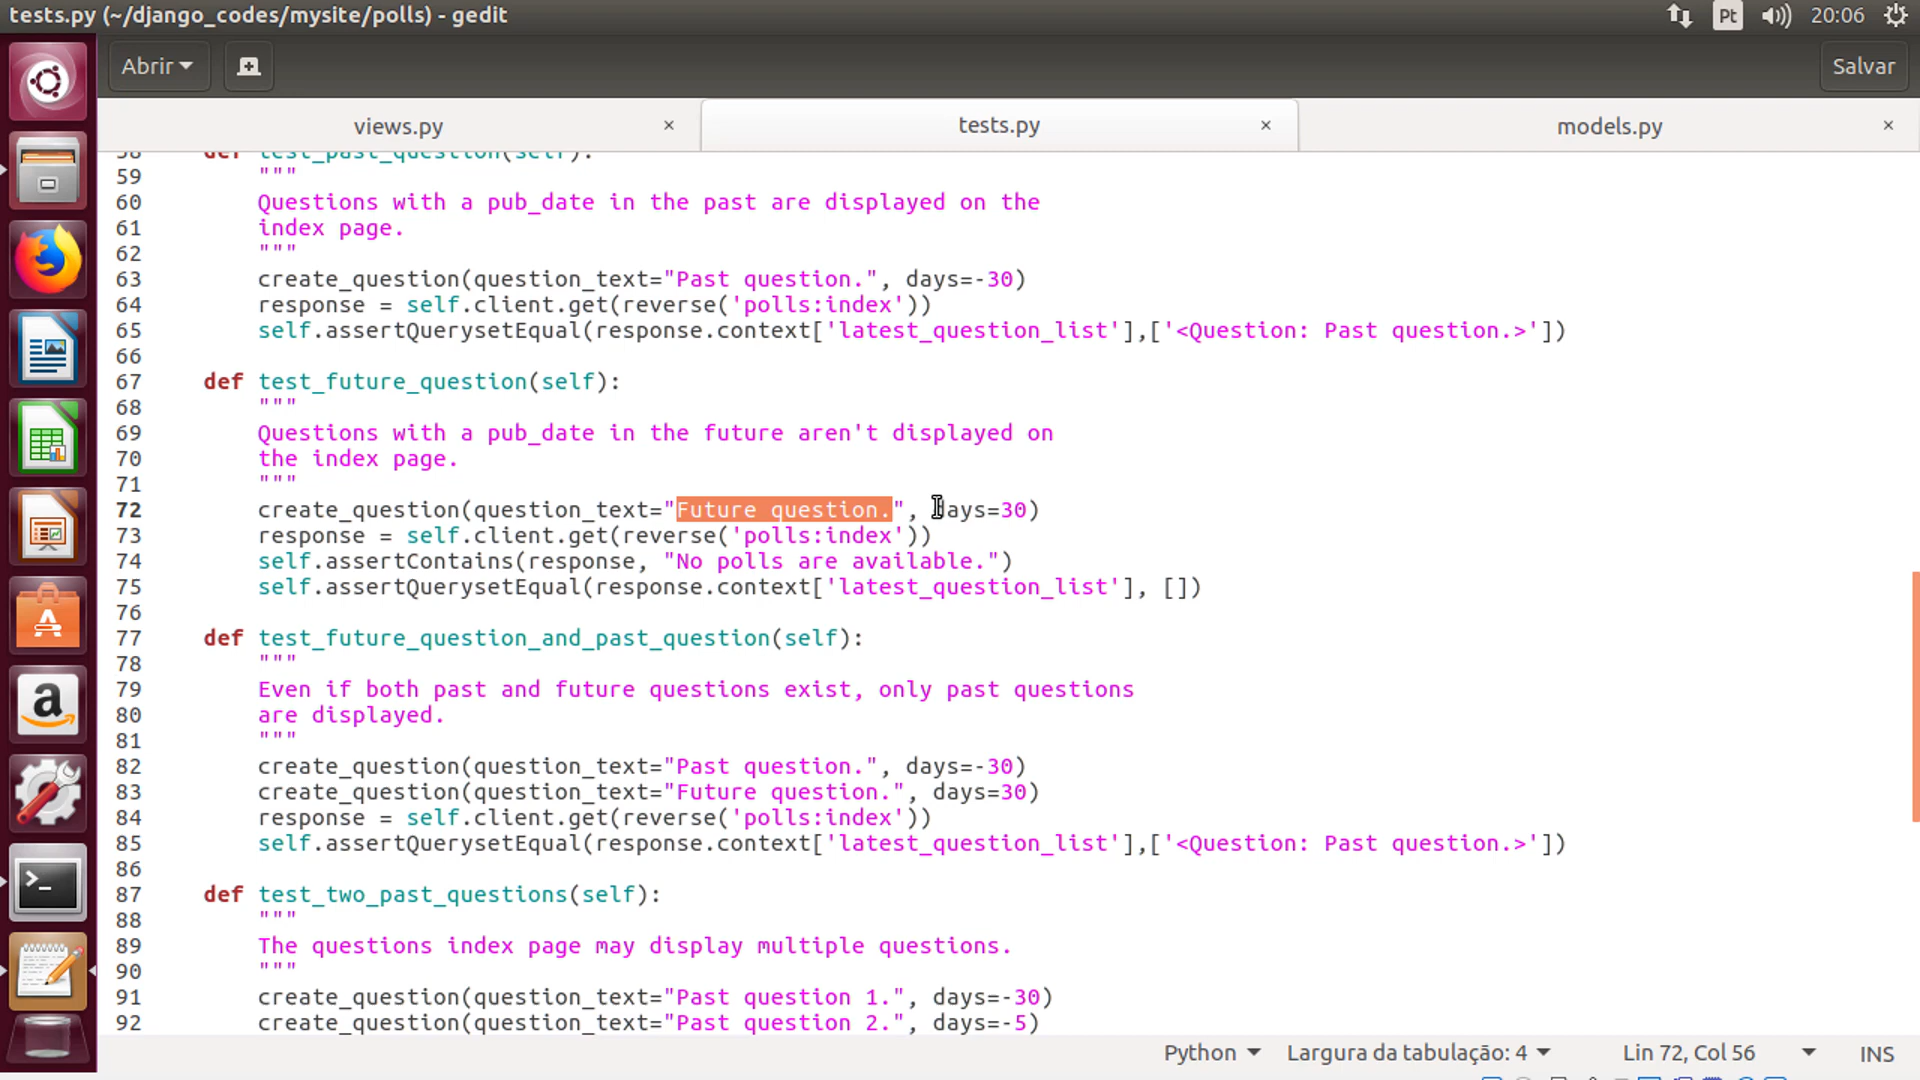 tests.py (~/django_codes/mysite/polls) - gedit
Pt
20:06
Abrir
Salvar
views.py ×
tests.py ×
models.py ×
58 def test_past_question(self):
59 """
60 Questions with a pub_date in the past are displayed on the
61 index page.
62 """
63 create_question(question_text="Past question.", days=-30)
64 response = self.client.get(reverse('polls:index'))
65 self.assertQuerysetEqual(response.context['latest_question_list'],['<Question: Past question.>'])
66
67 def test_future_question(self):
68 """
69 Questions with a pub_date in the future aren't displayed on
70 the index page.
71 """
72 create_question(question_text="Future question.", days=30)
73 response = self.client.get(reverse('polls:index'))
74 self.assertContains(response, "No polls are available.")
75 self.assertQuerysetEqual(response.context['latest_question_list'], [])
76
77 def test_future_question_and_past_question(self):
78 """
79 Even if both past and future questions exist, only past questions
80 are displayed.
81 """
82 create_question(question_text="Past question.", days=-30)
83 create_question(question_text="Future question.", days=30)
84 response = self.client.get(reverse('polls:index'))
85 self.assertQuerysetEqual(response.context['latest_question_list'],['<Question: Past question.>'])
86
87 def test_two_past_questions(self):
88 """
89 The questions index page may display multiple questions.
90 """
91 create_question(question_text="Past question 1.", days=-30)
92 create_question(question_text="Past question 2.", days=-5)
Python
Largura da tabulação: 4
Lin 72, Col 56
INS